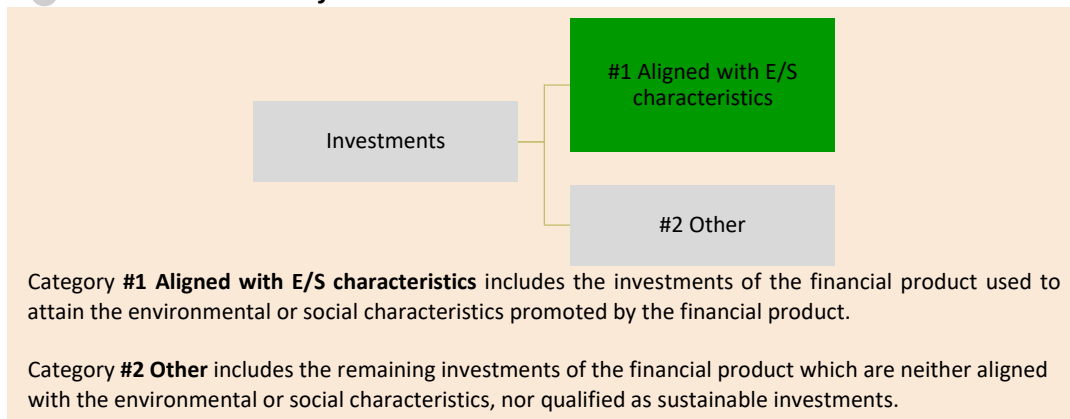 #1 Aligned with E/S
characteristics
Investments
#2 Other
Category #1 Aligned with E/S characteristics includes the investments of the financial product used to
attain the environmental or social characteristics promoted by the financial product.
Category #2 Other includes the remaining investments of the financial product which are neither aligned
with the environmental or social characteristics, nor qualified as sustainable investments.